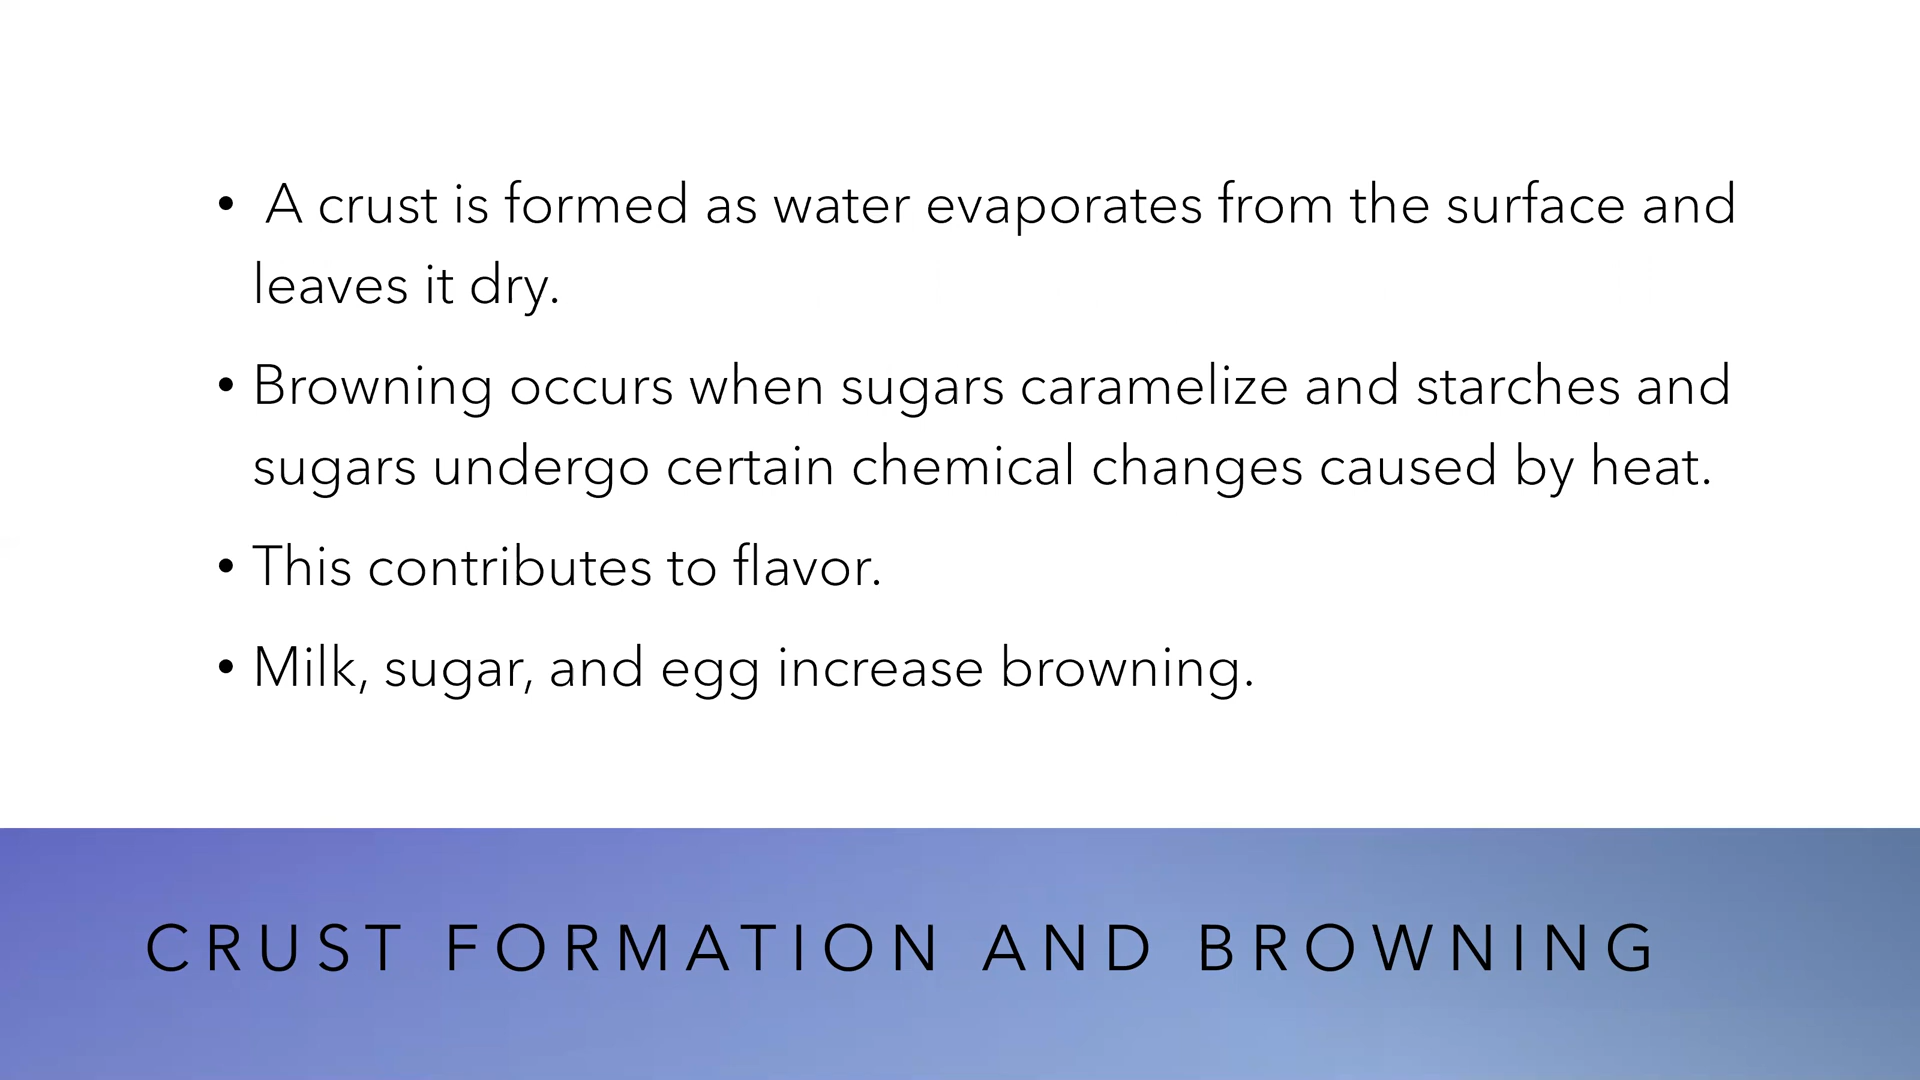 • A crust is formed as water evaporates from the surface and
leaves it dry.
• Browning occurs when sugars caramelize and starches and
sugars undergo certain chemical changes caused by heat.
• This contributes to flavor.
• Milk, sugar, and egg increase browning.
CRUST FORMATION AND BROWNING